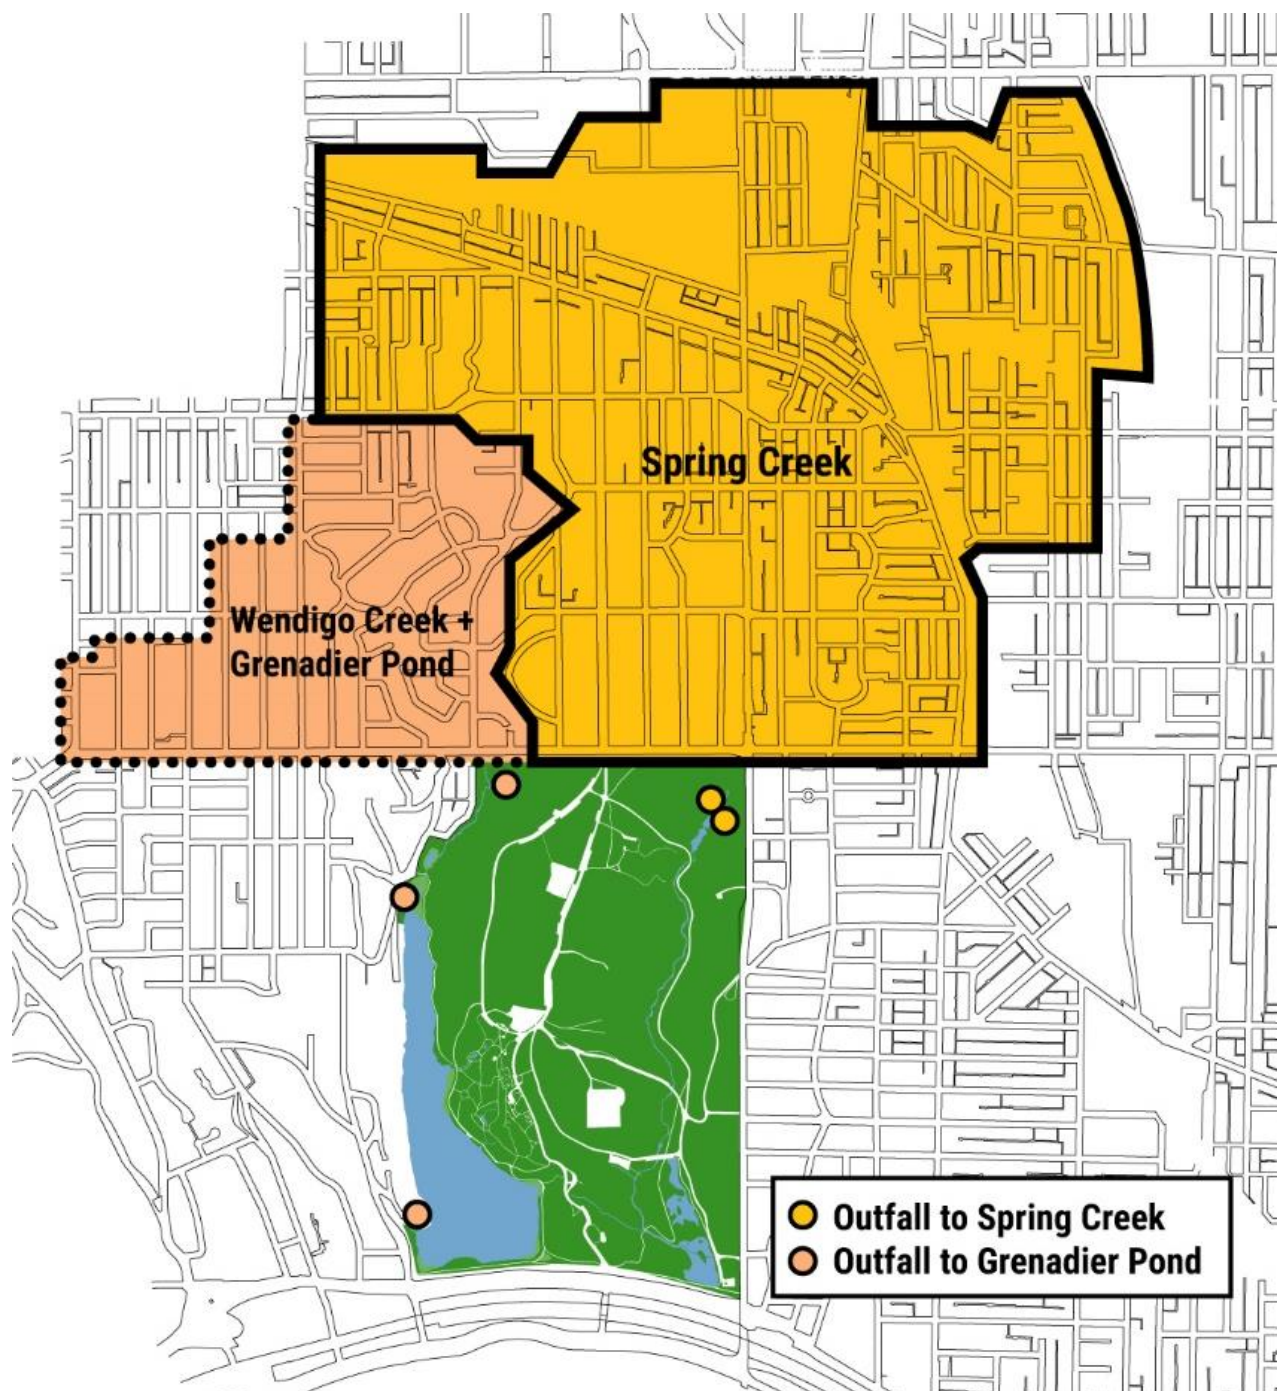 Spring Creek
Wendigo Creek +
Grenadier Pond
Outfall to Spring Creek
Outfall to Grenadier Pond